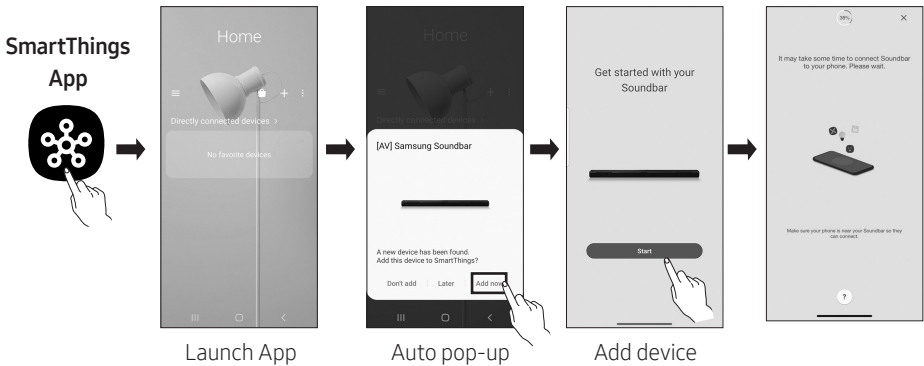 SmartThings
App
Home
Directly connected devices >
No favorite devices
Launch App
Home
Directly connected devices >
[AV] Samsung Soundbar
A new device has been found.
Add this device to SmartThings?
Don't add
Later
Add now
Auto pop-up
Get started with your
Soundbar
Start
Add device
38%
It may take some time to connect Soundbar
to your phone. Please wait.
Make sure your phone is near your Soundbar so they
can connect.
?